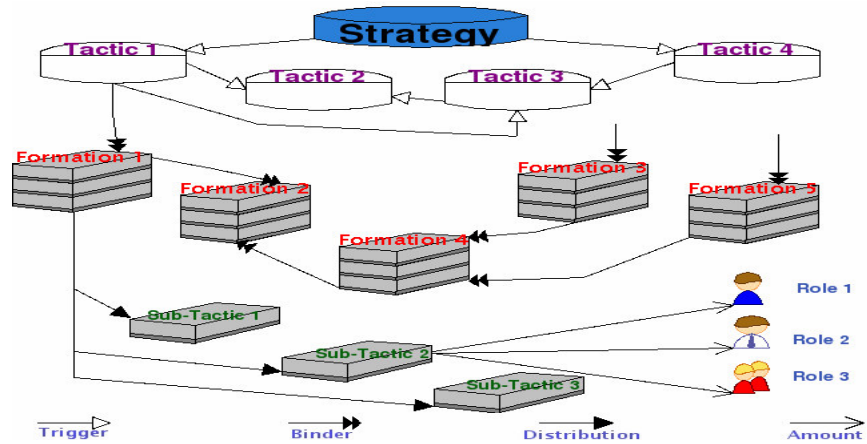 Strategy
Tactic 1
Tactic 4
Tactic 2
Tactic 3
Formation 1
Formation 3
Formation 2
Formation 5
Formation 4
Role 1
Sub-Tactic 1
Role 2
Sub-Tactic 2
Role 3
Sub-Tactic 3
Trigger
Binder
Distribution
Amount